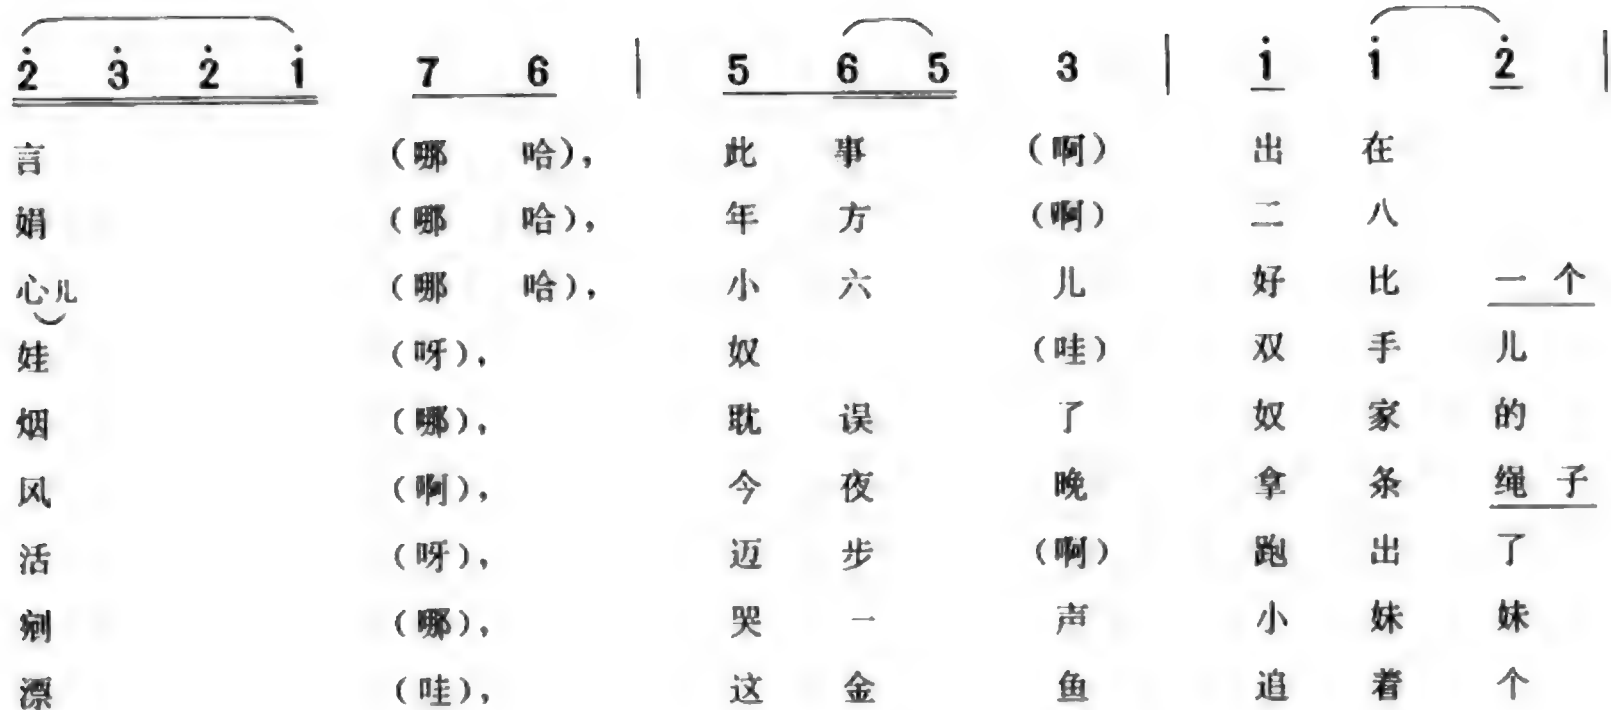 2̇ 3̇ 2̇ 1̇ 7 6 | 5 6 5 3 | 1̇ 1̇ 2̇ |
言 (哪 哈), 此 事 (啊) 出 在
娟 (哪 哈), 年 方 (啊) 二 八
心儿 (哪 哈), 小 六 儿 好 比 一 个
娃 (呀), 奴 (哇) 双 手 儿
烟 (哪), 耽 误 了 奴 家 的
风 (啊), 今 夜 晚 拿 条 绳 子
活 (呀), 迈 步 (啊) 跑 出 了
剜 (哪), 哭 一 声 小 妹 妹
漂 (哇), 这 金 鱼 追 着 个